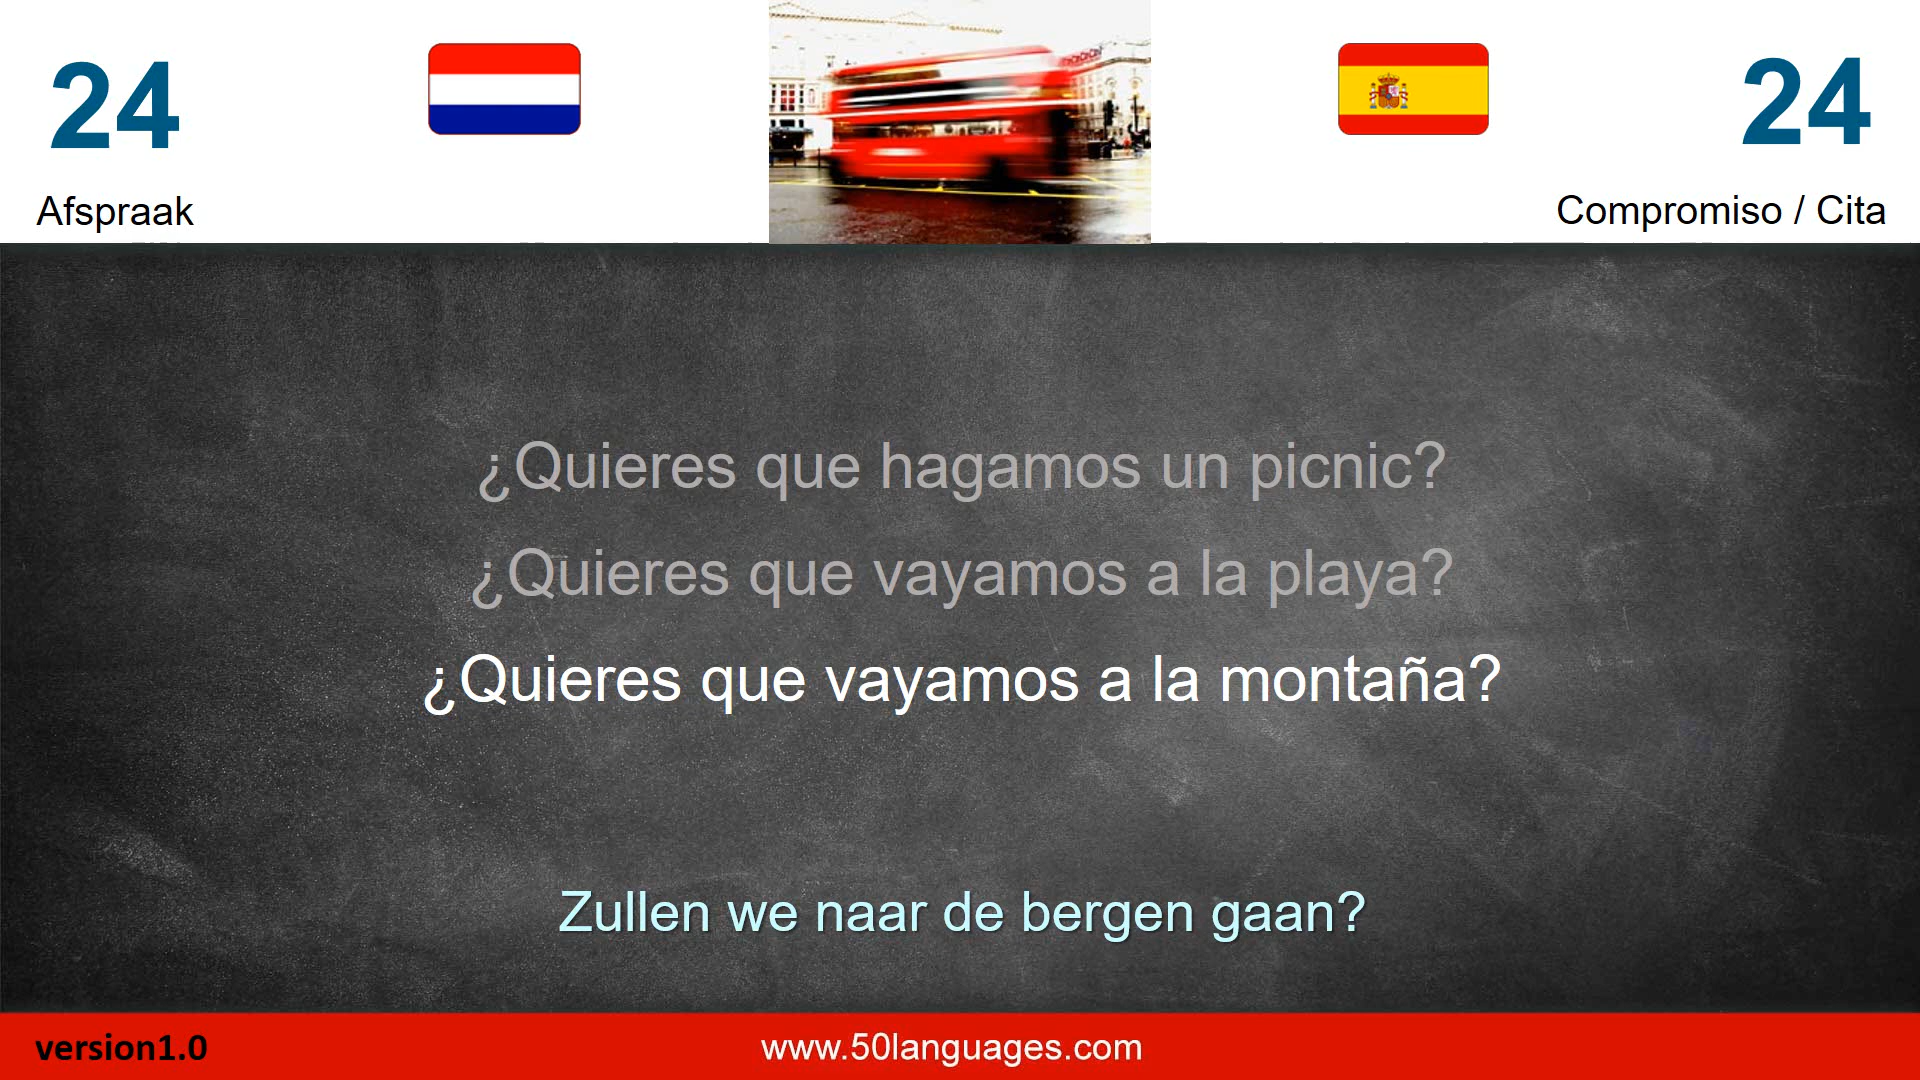 24
24
Afspraak
Compromiso / Cita
¿Quieres que hagamos un picnic?
¿Quieres que vayamos a la playa?
¿Quieres que vayamos a la montaña?
Zullen we naar de bergen gaan?
version1.0
www.50languages.com